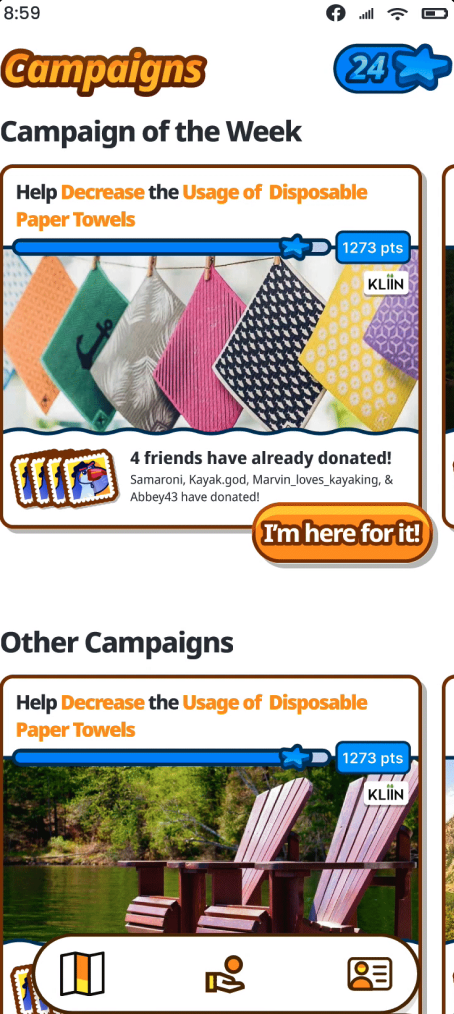 8:59
Campaigns
24
Campaign of the Week
Help Decrease the Usage of Disposable
Paper Towels
1273 pts
KLIIN
4 friends have already donated!
Samaroni, Kayak.god, Marvin_loves_kayaking, &
Abbey43 have donated!
I'm here for it!
Other Campaigns
Help Decrease the Usage of Disposable
Paper Towels
1273 pts
KLIIN